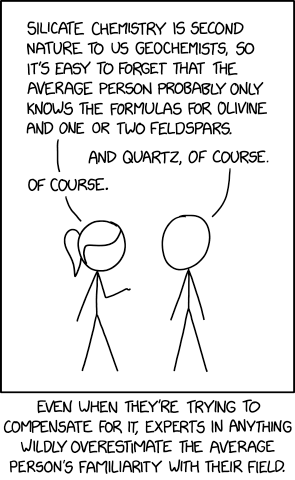 SILICATE CHEMISTRY IS SECOND
NATURE TO US GEOCHEMISTS, SO
IT'S EASY TO FORGET THAT THE
AVERAGE PERSON PROBABLY ONLY
KNOWS THE FORMULAS FOR OLIVINE
AND ONE OR TWO FELDSPARS.
AND QUARTZ, OF COURSE.
OF COURSE.
EVEN WHEN THEY'RE TRYING TO
COMPENSATE FOR IT, EXPERTS IN ANYTHING
WILDLY OVERESTIMATE THE AVERAGE
PERSON'S FAMILIARITY WITH THEIR FIELD.